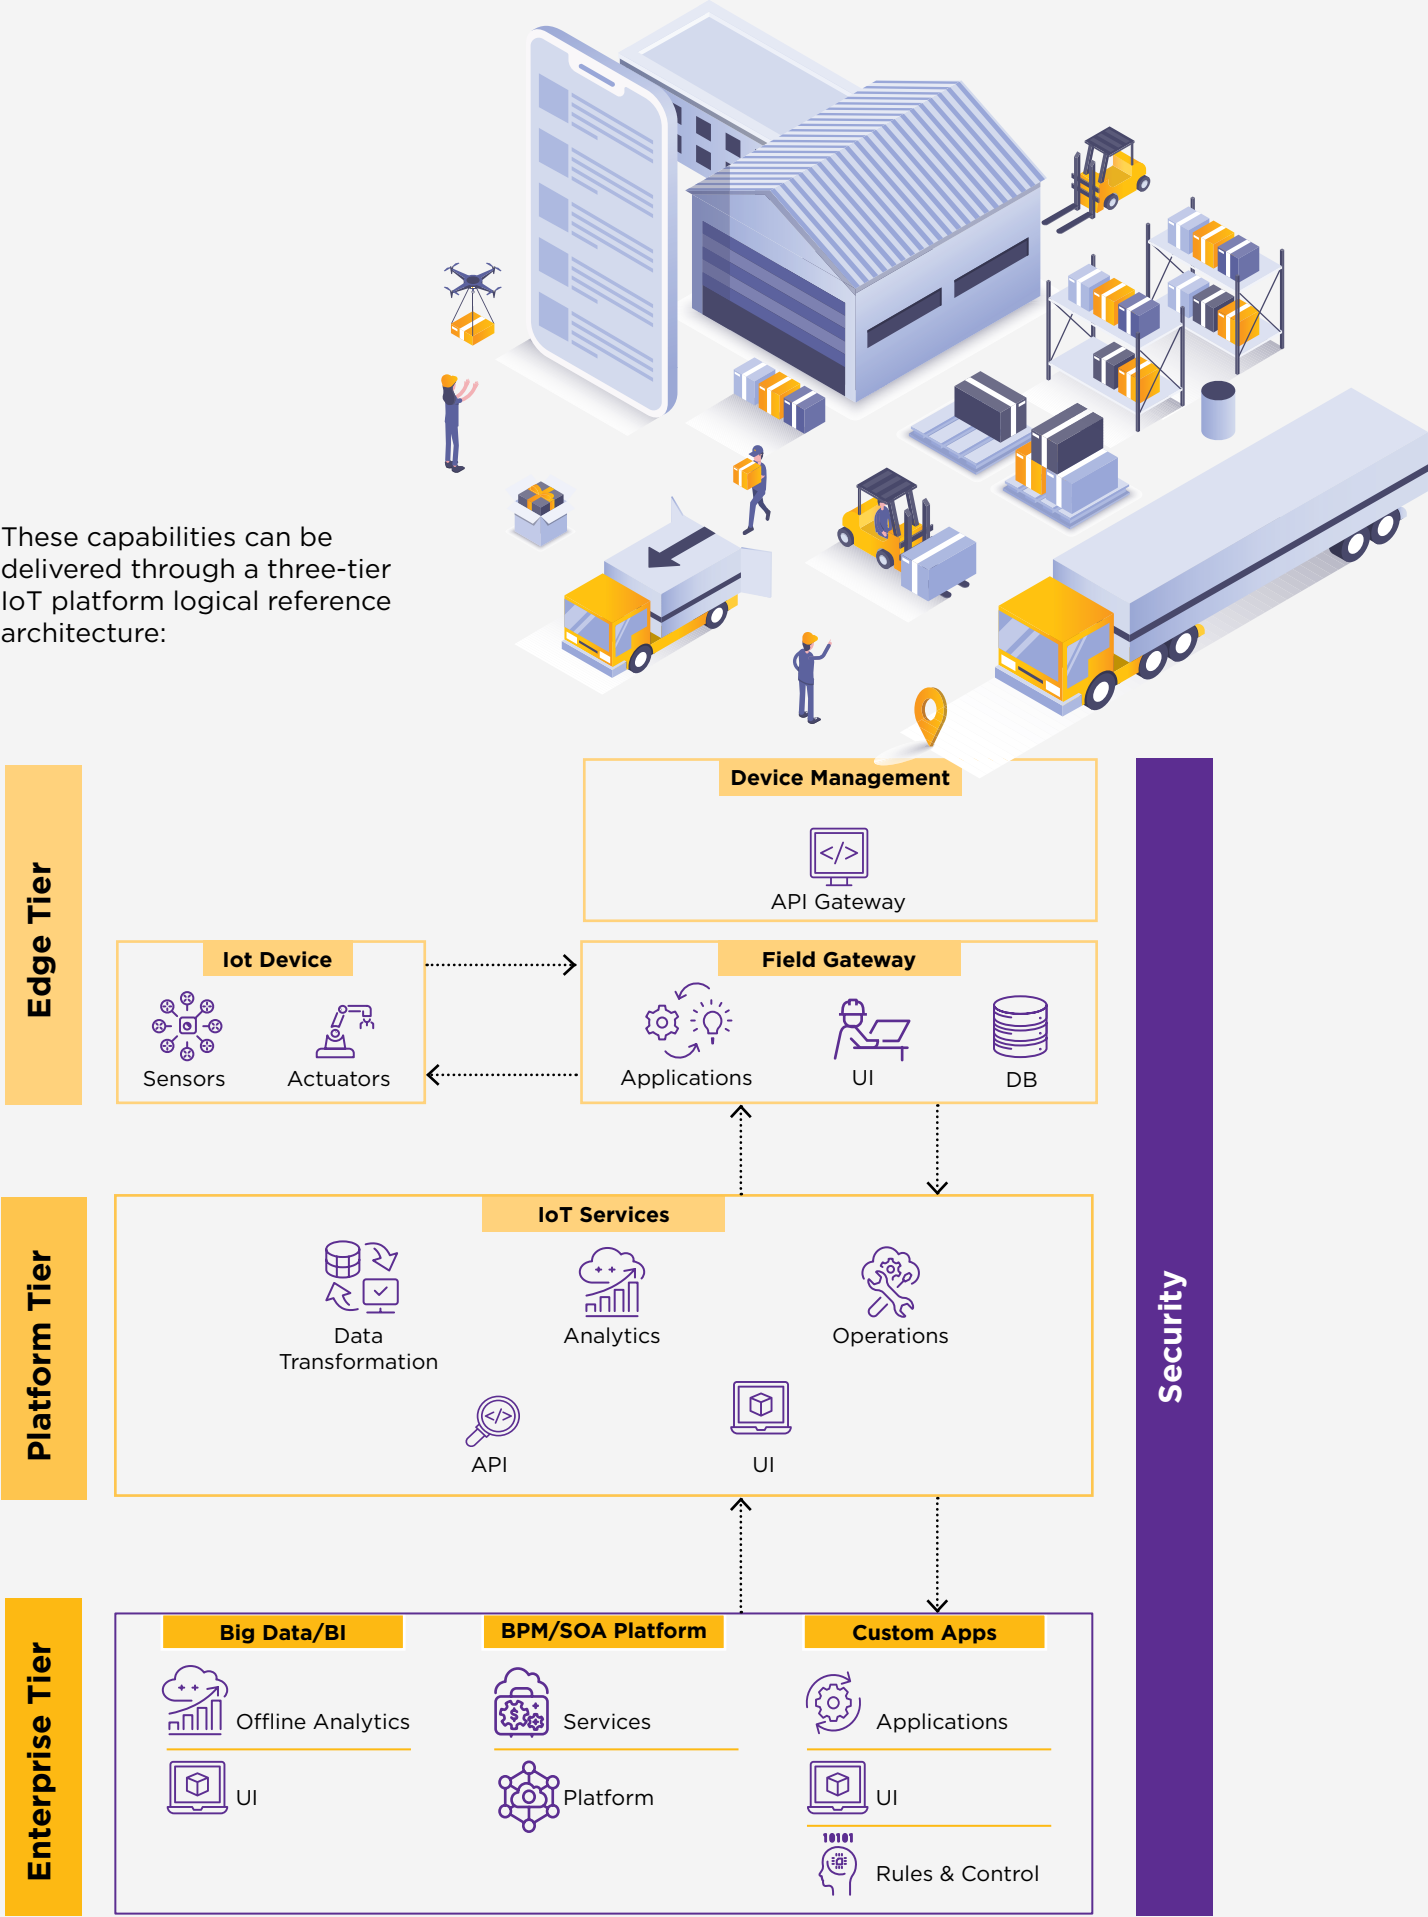 These capabilities can be
delivered through a three-tier
IoT platform logical reference
architecture:
Edge Tier
Device Management
</>
API Gateway
Iot Device
Sensors
Actuators
Field Gateway
Applications
UI
DB
Platform Tier
IoT Services
Data
Transformation
Analytics
Operations
</>
API
UI
Security
Enterprise Tier
Big Data/BI
Offline Analytics
UI
BPM/SOA Platform
$
Services
Platform
Custom Apps
Applications
UI
10101
Rules & Control